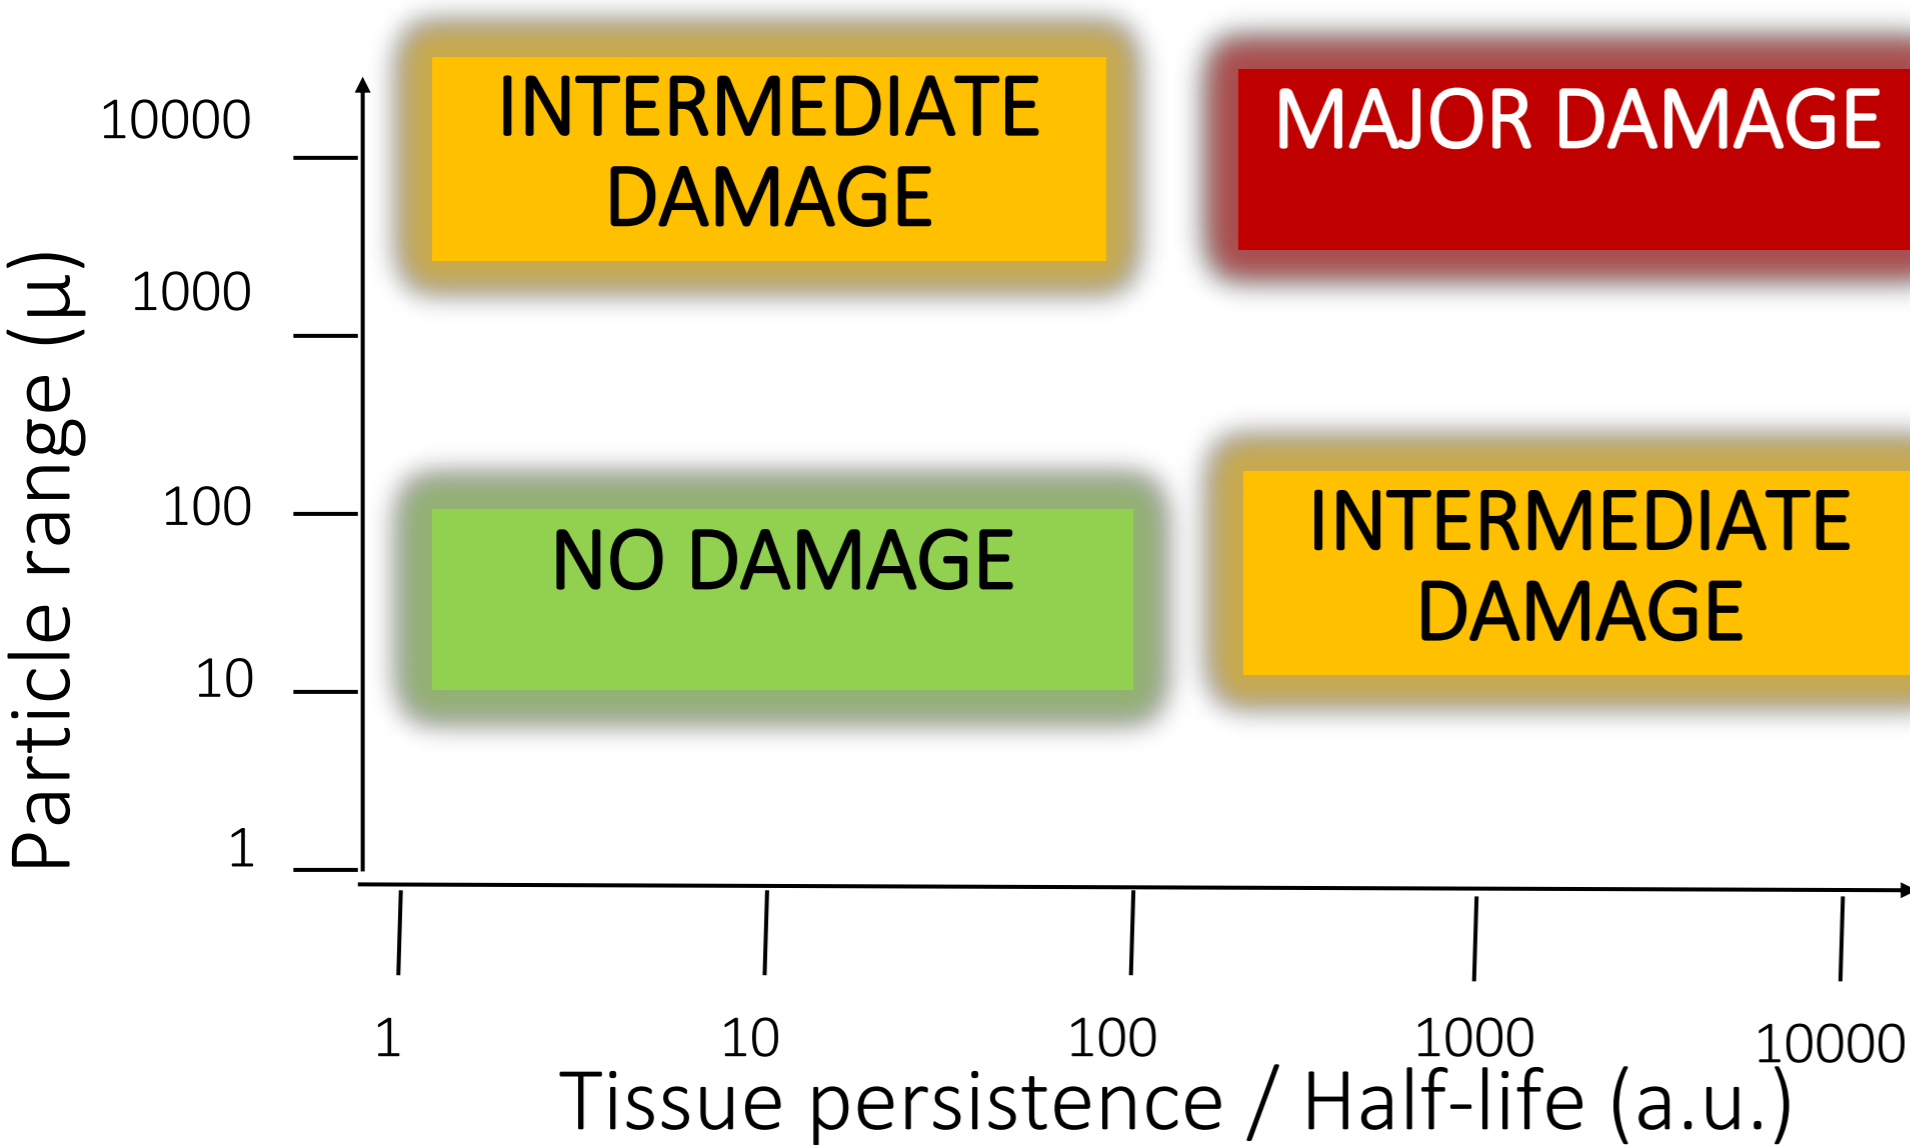 INTERMEDIATE
DAMAGE
MAJOR DAMAGE
10000
1000
100
10
1
Particle range (µ)
NO DAMAGE
INTERMEDIATE
DAMAGE
1
10
100
1000
10000
Tissue persistence / Half-life (a.u.)